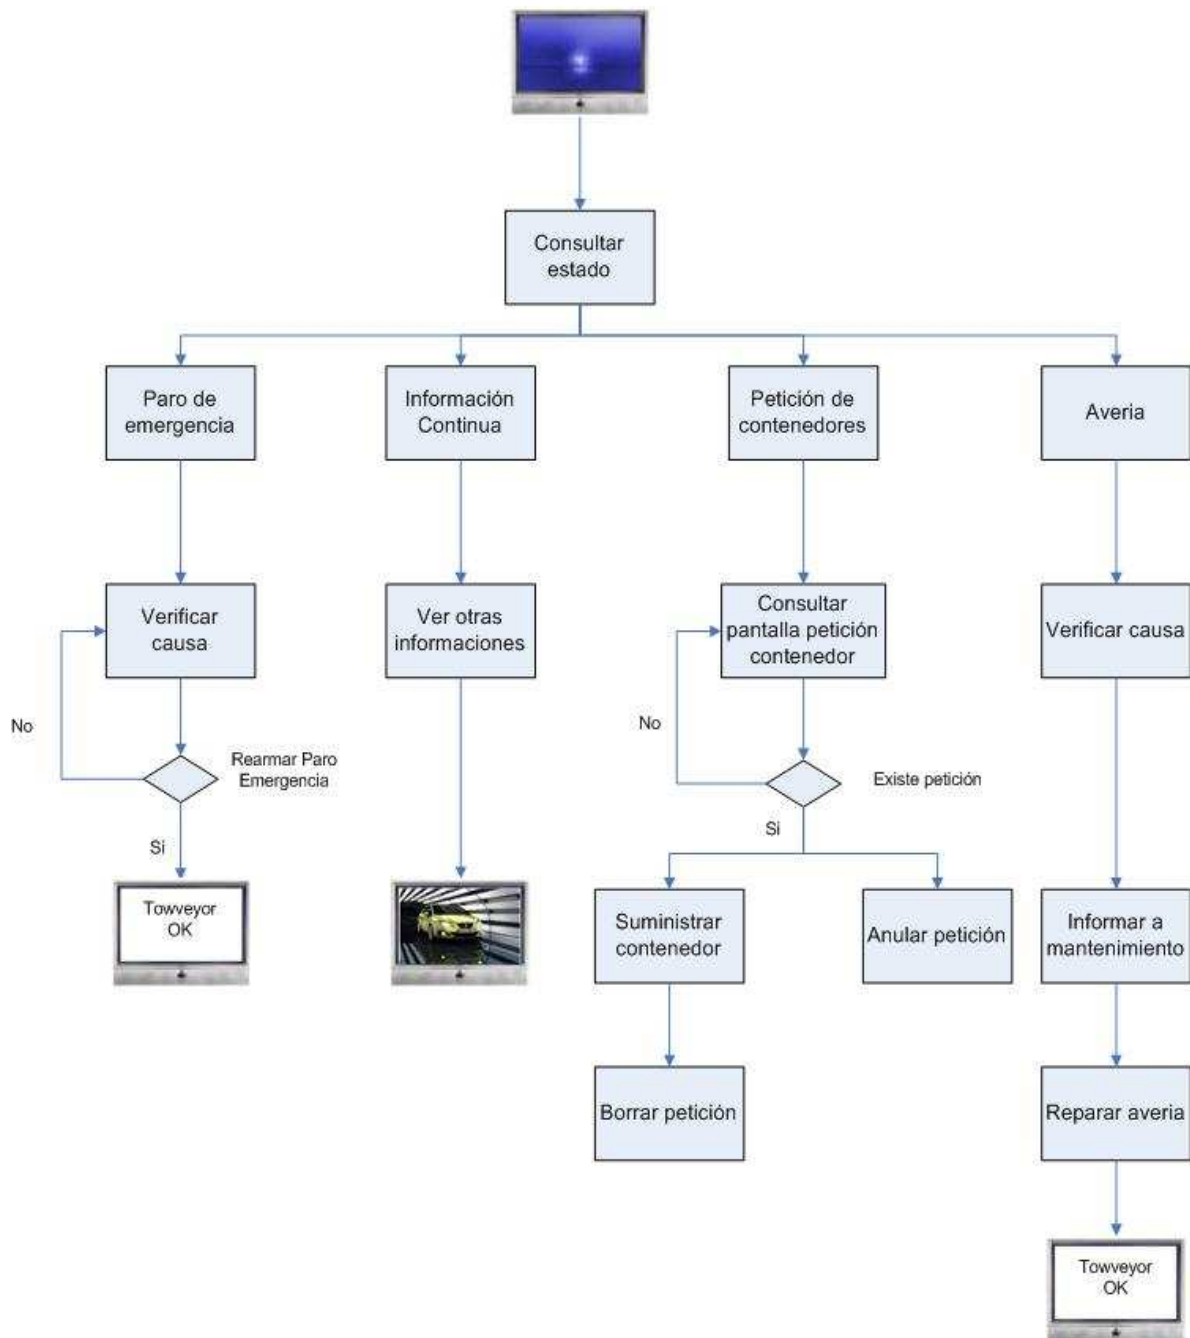 Consultar
estado
Paro de
emergencia
Información
Continua
Petición de
contenedores
Averia
Verificar
causa
Ver otras
informaciones
Consultar
pantalla petición
contenedor
Verificar causa
No
Rearmar Paro
Emergencia
No
Existe petición
Si
Si
Towveyor
OK
Suministrar
contenedor
Anular petición
Informar a
mantenimiento
Borrar petición
Reparar averia
Towveyor
OK